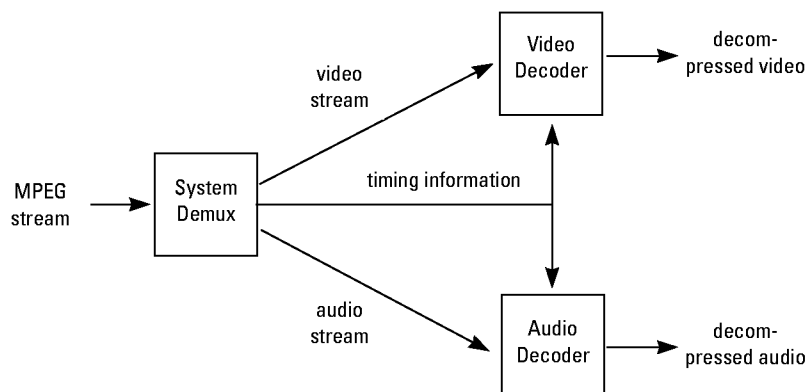 MPEG
stream
System
Demux
video
stream
timing information
audio
stream
Video
Decoder
decom-
pressed video
Audio
Decoder
decom-
pressed audio